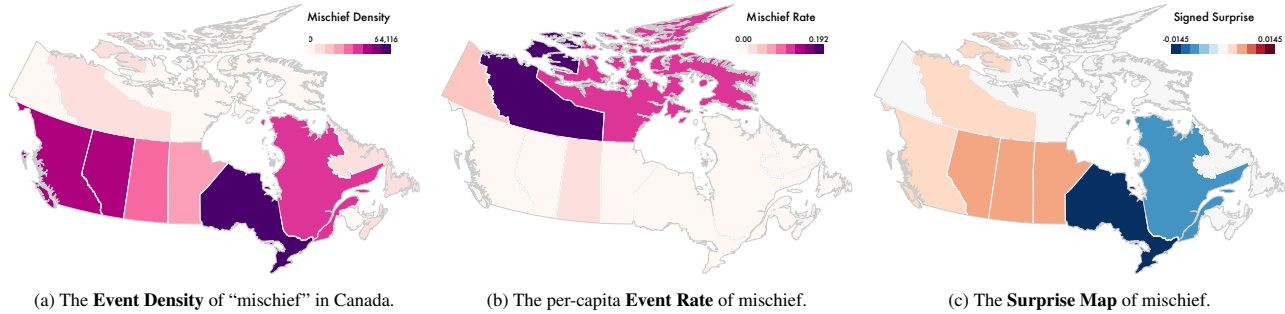 Mischief Density
0 64,116
Mischief Rate
0.00 0.192
Signed Surprise
-0.0145 0.0145
(a) The Event Density of “mischief” in Canada.
(b) The per-capita Event Rate of mischief.
(c) The Surprise Map of mischief.